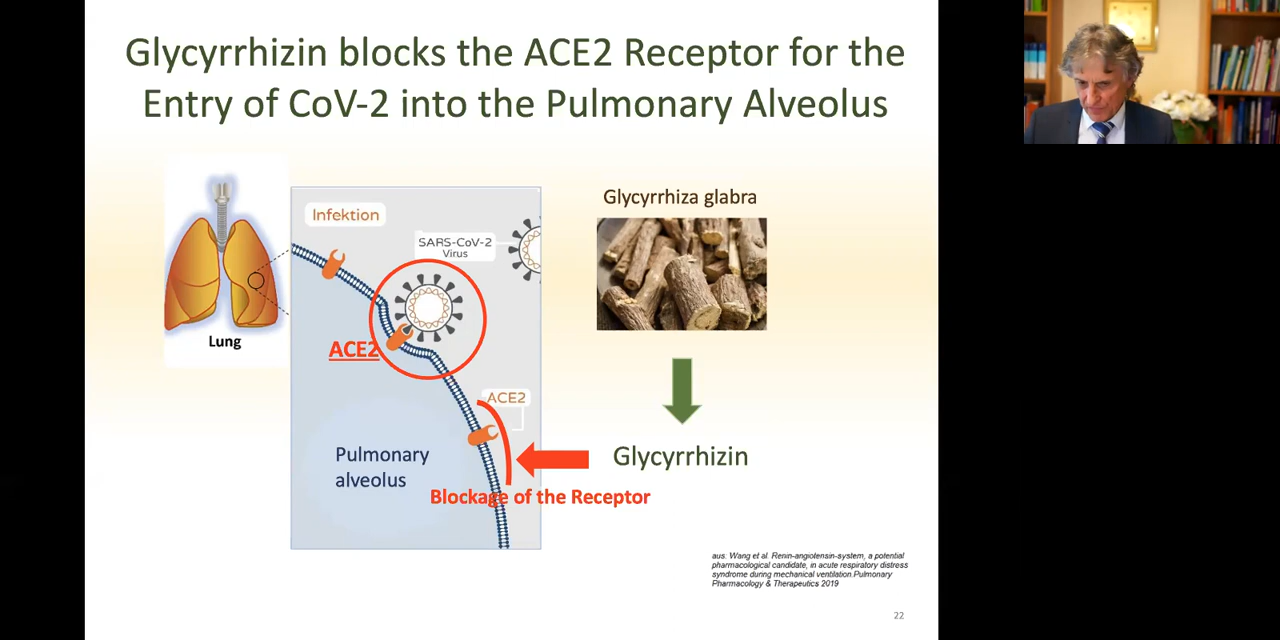 Glycyrrhizin blocks the ACE2 Receptor for the
Entry of CoV-2 into the Pulmonary Alveolus
Infektion
SARS-CoV-2
Virus
Lung
ACE2
ACE2
Pulmonary
alveolus
Blockage of the Receptor
Glycyrrhiza glabra
Glycyrrhizin
aus: Wang et al. Renin-angiotensin-system, a potential
pharmacological candidate, in acute respiratory distress
syndrome during mechanical ventilation.Pulmonary
Pharmacology & Therapeutics 2019
22